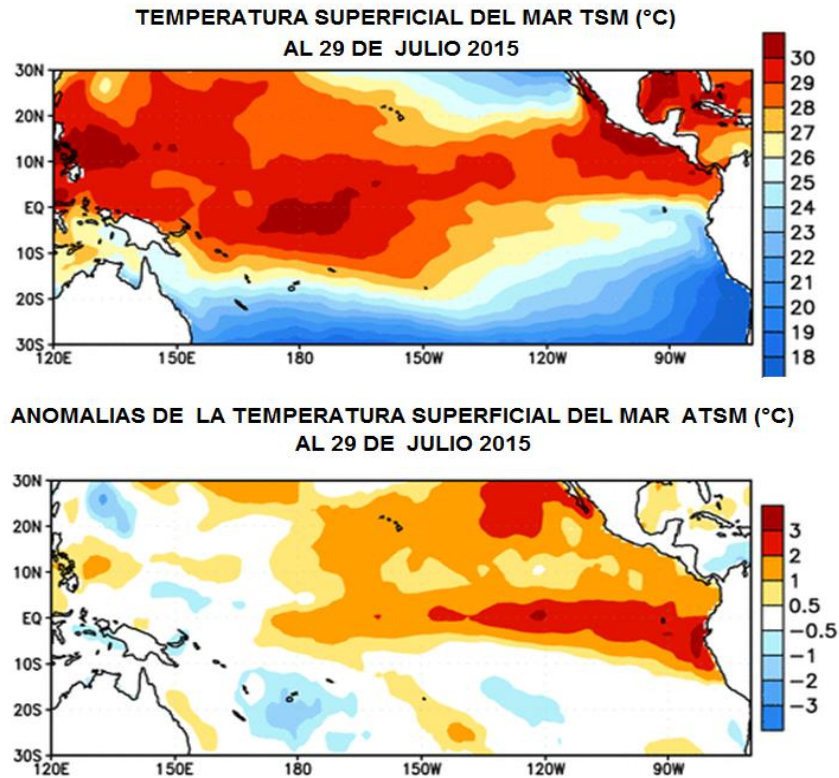 TEMPERATURA SUPERFICIAL DEL MAR TSM (°C)
AL 29 DE JULIO 2015
30N
20N
10N
EQ
10S
20S
30S
120E 150E 180 150W 120W 90W
30
29
28
27
26
25
24
23
22
21
20
19
18
ANOMALIAS DE LA TEMPERATURA SUPERFICIAL DEL MAR ATSM (°C)
AL 29 DE JULIO 2015
30N
20N
10N
EQ
10S
20S
30S
120E 150E 180 150W 120W 90W
3
2
1
0.5
−0.5
−1
−2
−3